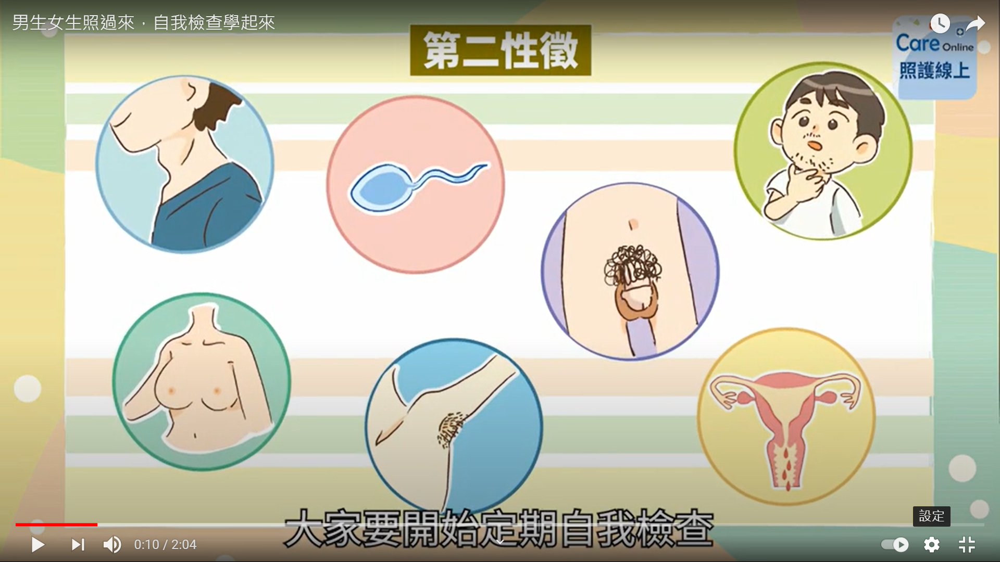 男生女生照過來，自我檢查學起來
第二性徵
Care Online
照護線上
大家要開始定期自我檢查
設定
0:10 / 2:04